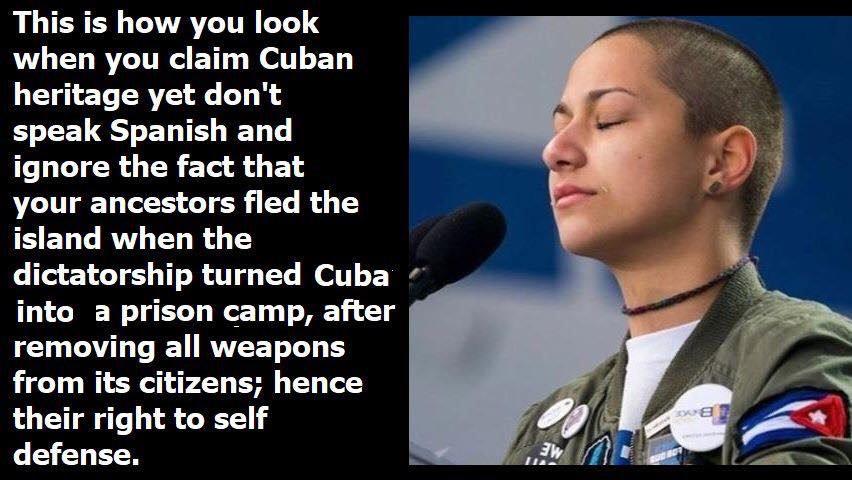 This is how you look
when you claim Cuban
heritage yet don't
speak Spanish and
ignore the fact that
your ancestors fled the
island when the
dictatorship turned Cuba
into a prison camp, after
removing all weapons
from its citizens; hence
their right to self
defense.
WE
CALL